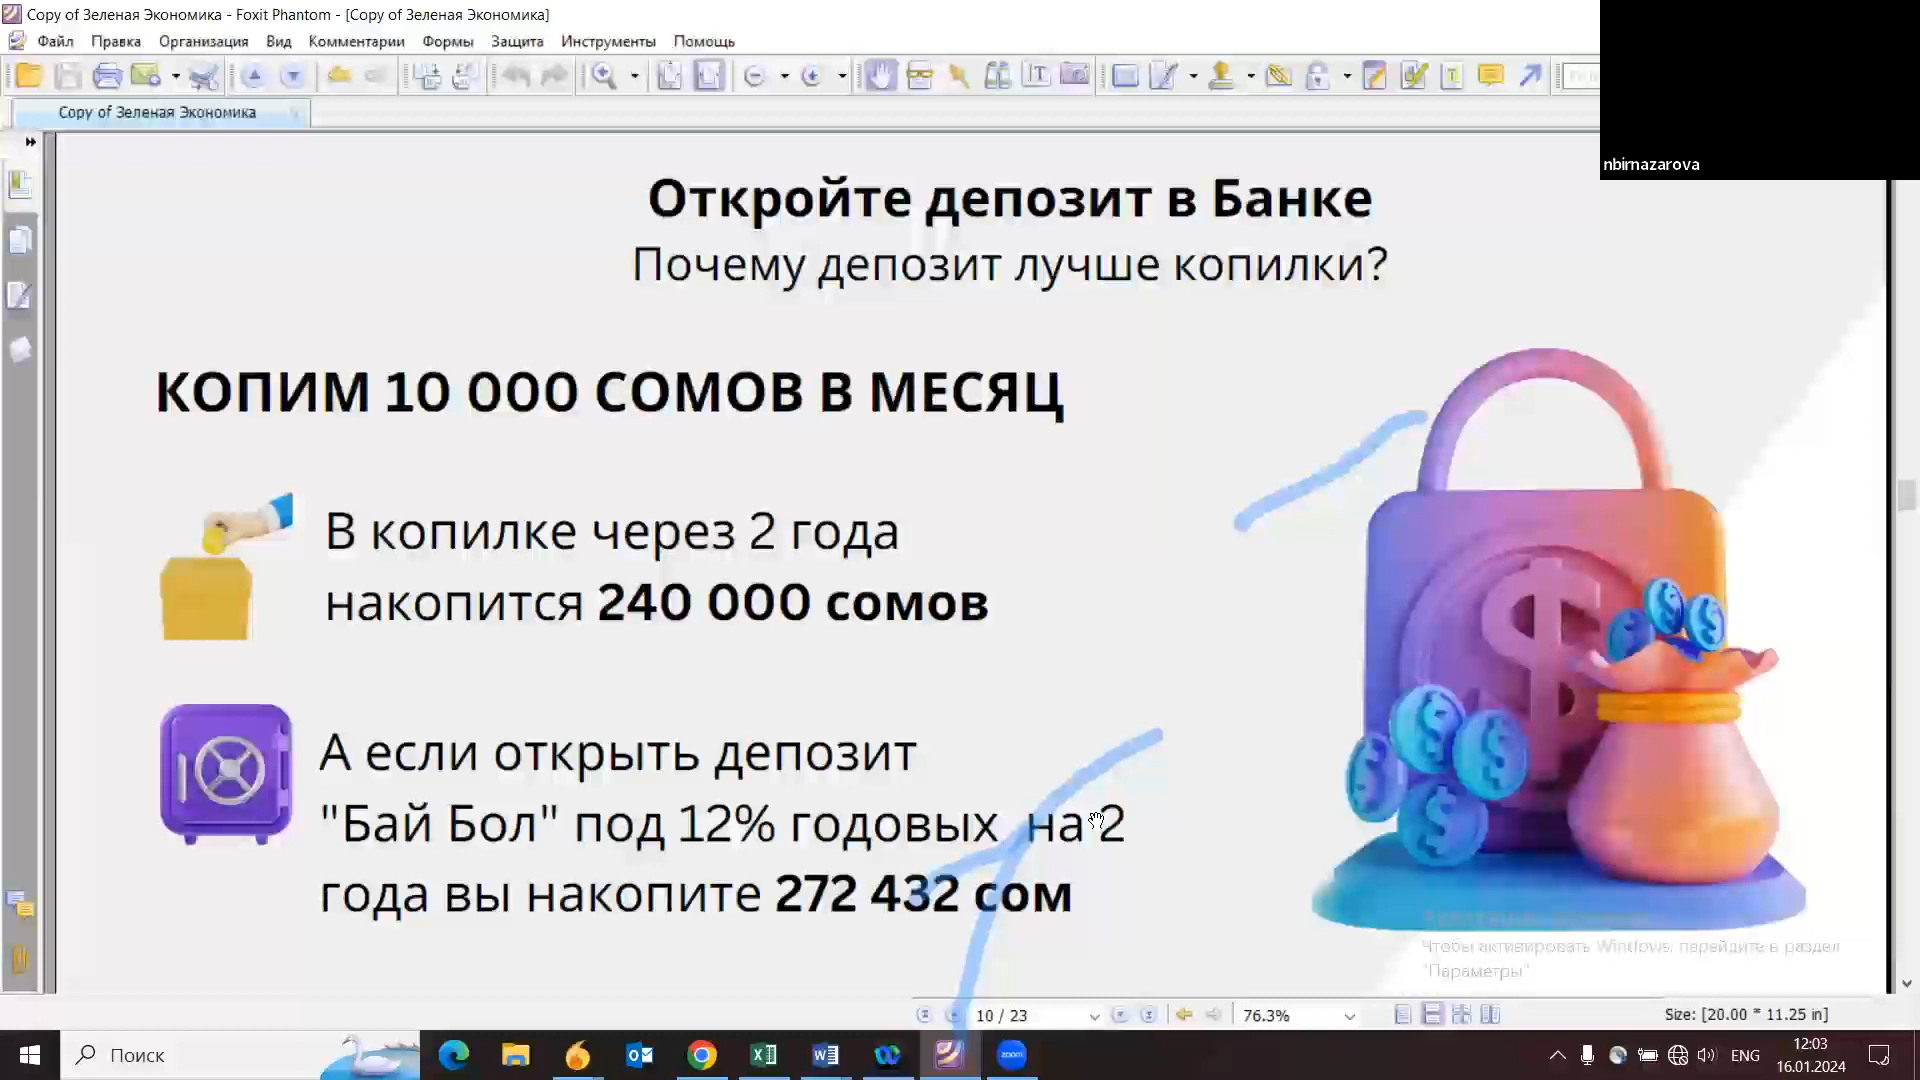 Copy of Зеленая Экономика - Foxit Phantom - [Copy of Зеленая Экономика]
Файл Правка Организация Вид Комментарии Формы Защита Инструменты Помощь
Copy of Зеленая Экономика
nbirnazarova
Откройте депозит в Банке
Почему депозит лучше копилки?
КОПИМ 10 000 СОМОВ В МЕСЯЦ
В копилке через 2 года
накопится 240 000 сомов
А если открыть депозит
"Бай Бол" под 12% годовых на 2
года вы накопите 272 432 сом
Чтобы активировать Windows, перейдите в раздел
"Параметры"
10 / 23
76.3%
Size: [20.00 * 11.25 in]
Поиск
zoom
ENG
12:03
16.01.2024